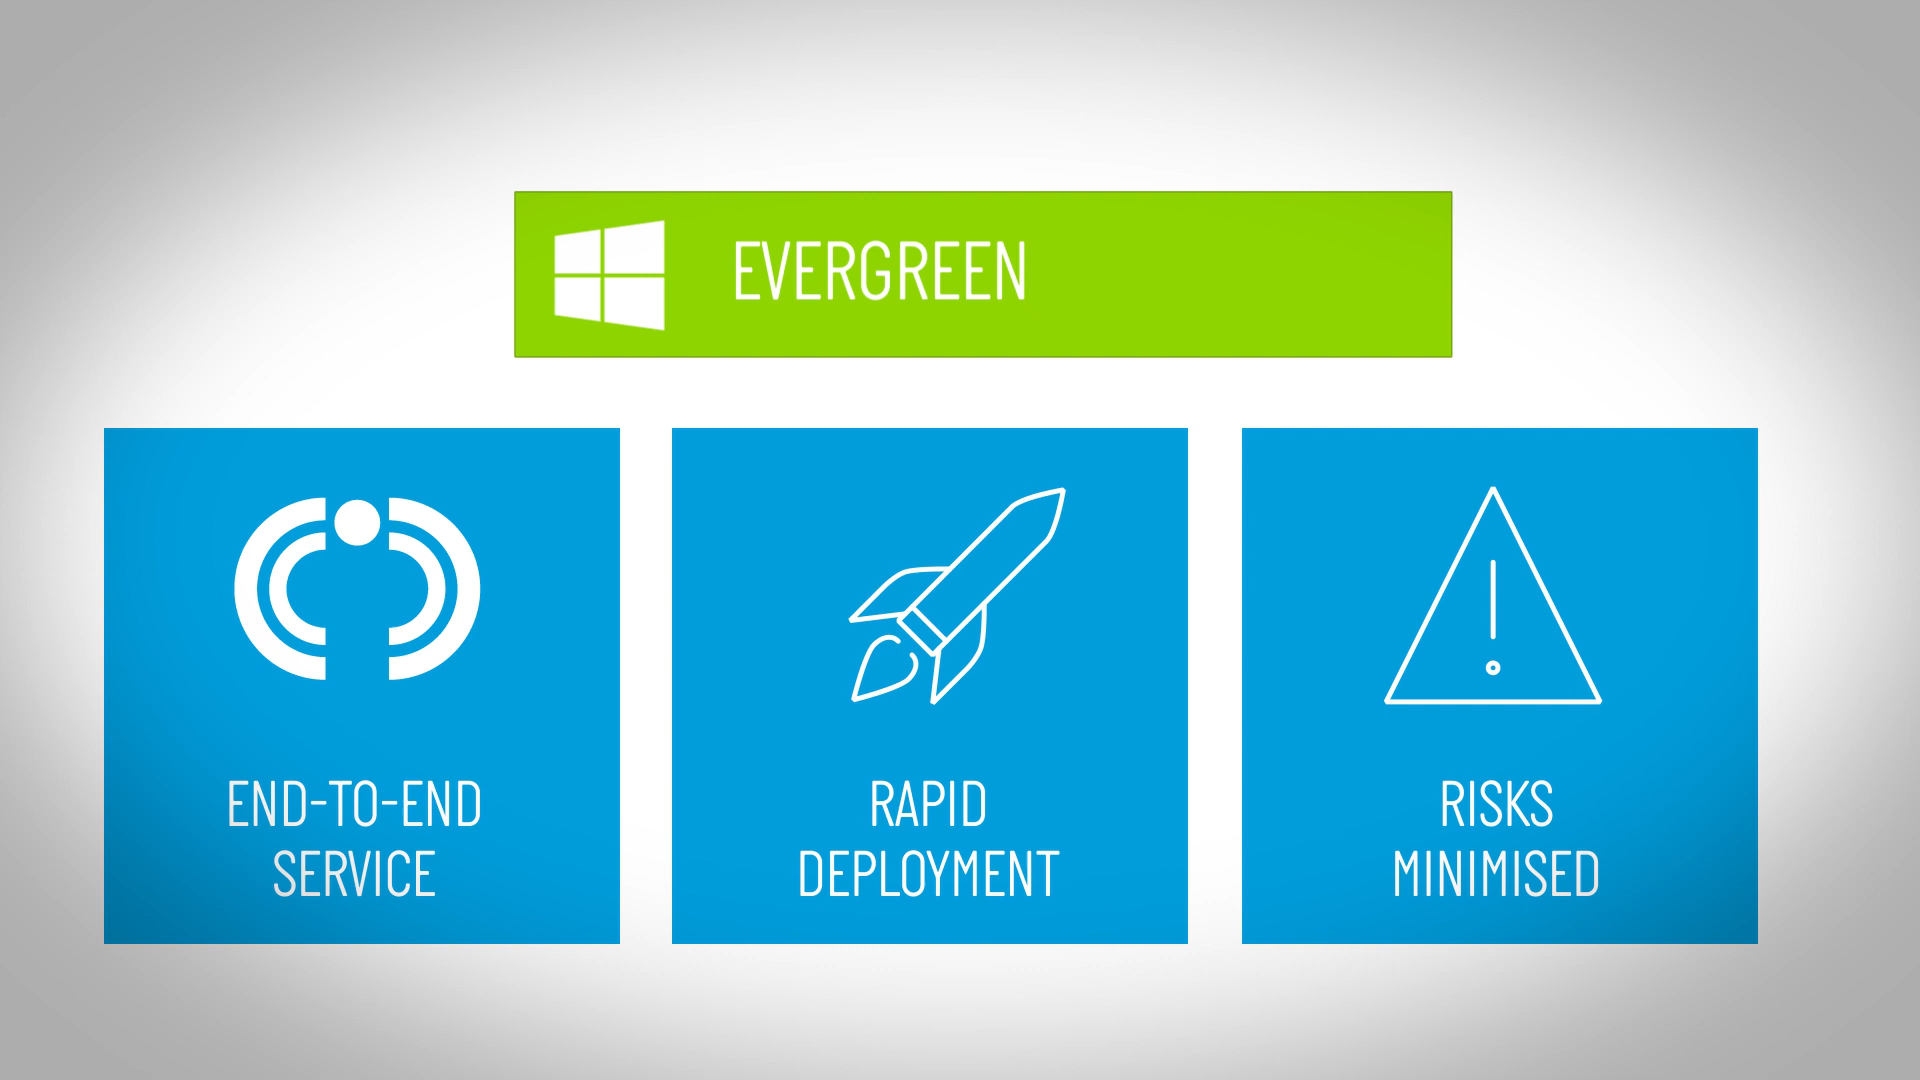 EVERGREEN
END-TO-END
SERVICE
RAPID
DEPLOYMENT
RISKS
MINIMISED